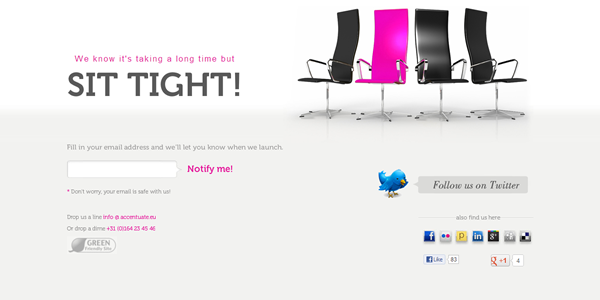 We know it's taking a long time but
SIT TIGHT!
Fill in your email address and we'll let you know when we launch.
Notify me!
* Don't worry, your email is safe with us!
Follow us on Twitter
Drop us a line info @ accentuate.eu
also find us here
Or drop a dime +31 (0)164 23 45 46
GREEN
Friendly Site
Like 83
+1 4